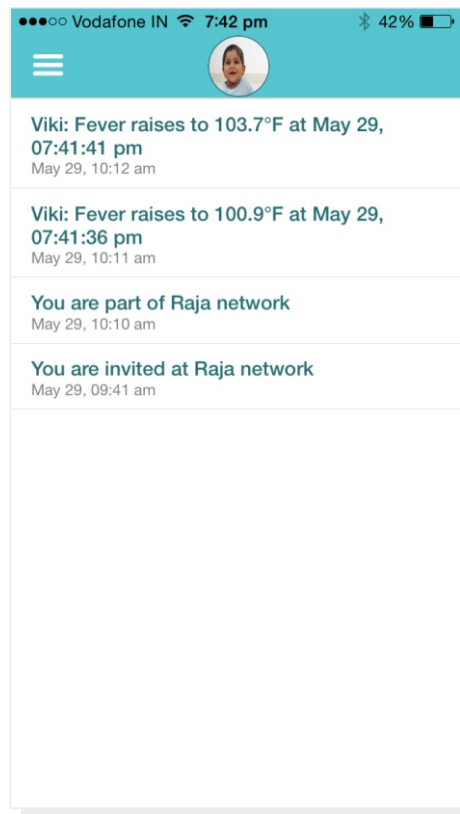 Vodafone IN 7:42 pm 42%
Viki: Fever raises to 103.7°F at May 29,
07:41:41 pm
May 29, 10:12 am
Viki: Fever raises to 100.9°F at May 29,
07:41:36 pm
May 29, 10:11 am
You are part of Raja network
May 29, 10:10 am
You are invited at Raja network
May 29, 09:41 am